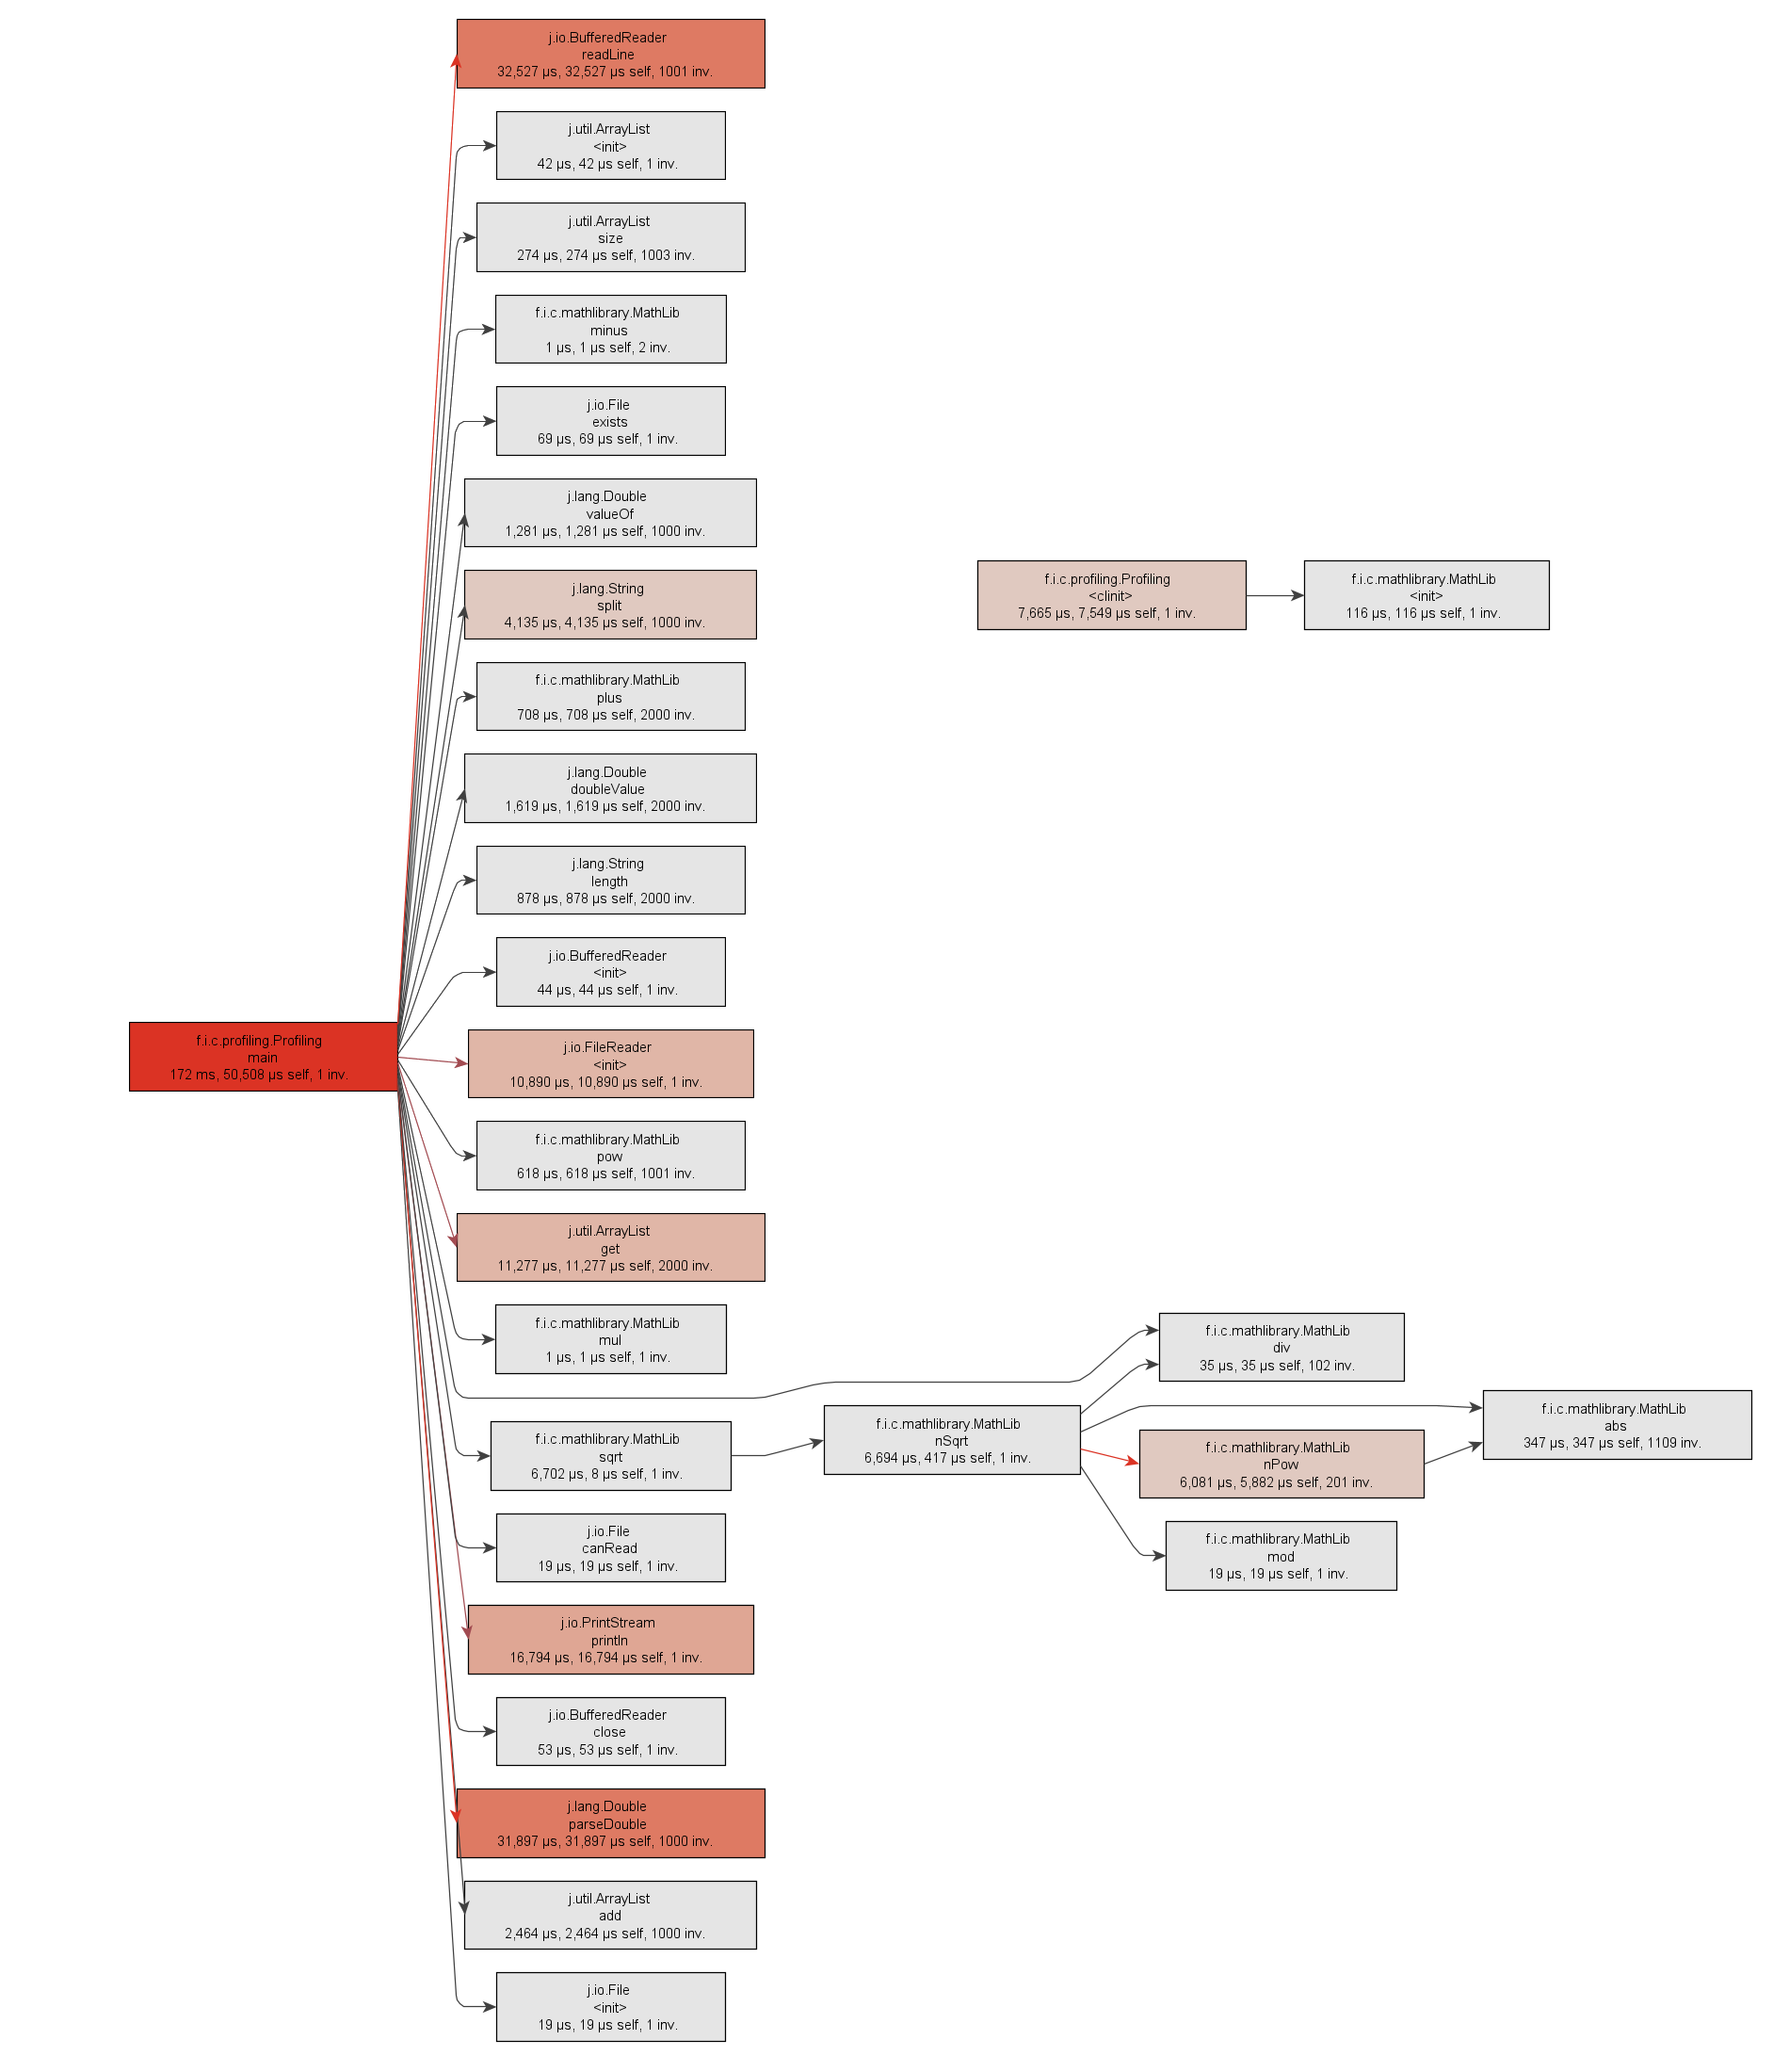 j.io.BufferedReader
readLine
32,527 µs, 32,527 µs self, 1001 inv.
j.util.ArrayList
<init>
42 µs, 42 µs self, 1 inv.
j.util.ArrayList
size
274 µs, 274 µs self, 1003 inv.
f.i.c.mathlibrary.MathLib
minus
1 µs, 1 µs self, 2 inv.
j.io.File
exists
69 µs, 69 µs self, 1 inv.
j.lang.Double
valueOf
1,281 µs, 1,281 µs self, 1000 inv.
j.lang.String
split
4,135 µs, 4,135 µs self, 1000 inv.
f.i.c.profiling.Profiling
<clinit>
7,665 µs, 7,549 µs self, 1 inv.
f.i.c.mathlibrary.MathLib
<init>
116 µs, 116 µs self, 1 inv.
f.i.c.mathlibrary.MathLib
plus
708 µs, 708 µs self, 2000 inv.
j.lang.Double
doubleValue
1,619 µs, 1,619 µs self, 2000 inv.
j.lang.String
length
878 µs, 878 µs self, 2000 inv.
j.io.BufferedReader
<init>
44 µs, 44 µs self, 1 inv.
f.i.c.profiling.Profiling
main
172 ms, 50,508 µs self, 1 inv.
j.io.FileReader
<init>
10,890 µs, 10,890 µs self, 1 inv.
f.i.c.mathlibrary.MathLib
pow
618 µs, 618 µs self, 1001 inv.
j.util.ArrayList
get
11,277 µs, 11,277 µs self, 2000 inv.
f.i.c.mathlibrary.MathLib
mul
1 µs, 1 µs self, 1 inv.
f.i.c.mathlibrary.MathLib
div
35 µs, 35 µs self, 102 inv.
f.i.c.mathlibrary.MathLib
sqrt
6,702 µs, 8 µs self, 1 inv.
f.i.c.mathlibrary.MathLib
nSqrt
6,694 µs, 417 µs self, 1 inv.
f.i.c.mathlibrary.MathLib
nPow
6,081 µs, 5,882 µs self, 201 inv.
f.i.c.mathlibrary.MathLib
abs
347 µs, 347 µs self, 1109 inv.
j.io.File
canRead
19 µs, 19 µs self, 1 inv.
f.i.c.mathlibrary.MathLib
mod
19 µs, 19 µs self, 1 inv.
j.io.PrintStream
println
16,794 µs, 16,794 µs self, 1 inv.
j.io.BufferedReader
close
53 µs, 53 µs self, 1 inv.
j.lang.Double
parseDouble
31,897 µs, 31,897 µs self, 1000 inv.
j.util.ArrayList
add
2,464 µs, 2,464 µs self, 1000 inv.
j.io.File
<init>
19 µs, 19 µs self, 1 inv.